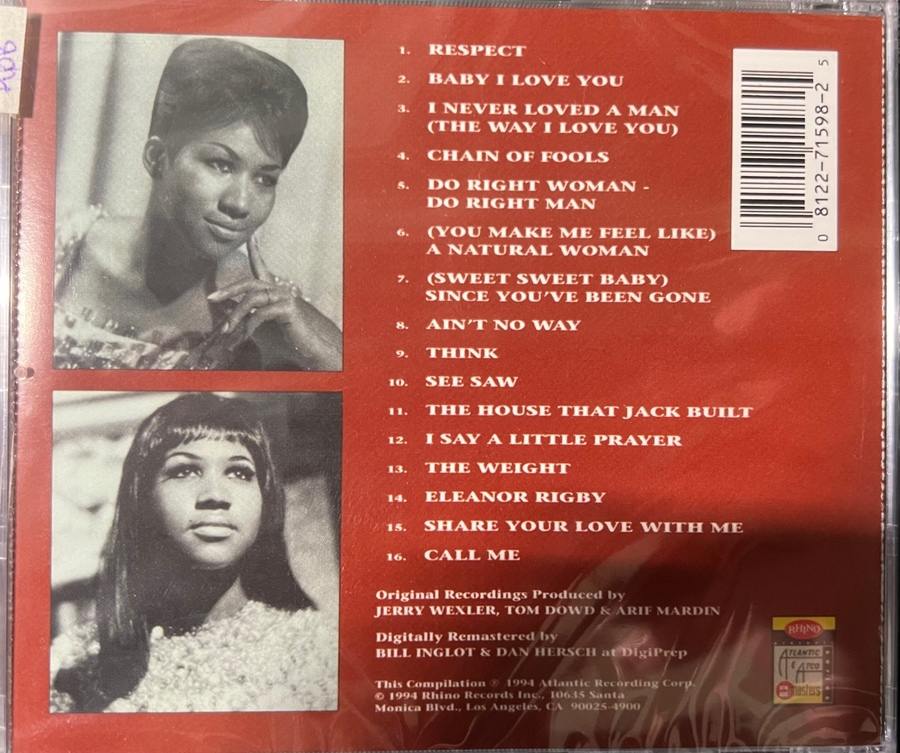 1. RESPECT
2. BABY I LOVE YOU
3. I NEVER LOVED A MAN
(THE WAY I LOVE YOU)
4. CHAIN OF FOOLS
5. DO RIGHT WOMAN -
DO RIGHT MAN
6. (YOU MAKE ME FEEL LIKE)
A NATURAL WOMAN
7. (SWEET SWEET BABY)
SINCE YOU'VE BEEN GONE
8. AIN'T NO WAY
9. THINK
10. SEE SAW
11. THE HOUSE THAT JACK BUILT
12. I SAY A LITTLE PRAYER
13. THE WEIGHT
14. ELEANOR RIGBY
15. SHARE YOUR LOVE WITH ME
16. CALL ME
Original Recordings Produced by
JERRY WEXLER, TOM DOWD & ARIF MARDIN
Digitally Remastered by
BILL INGLOT & DAN HERSCH at DigiPrep
This Compilation ℗ 1994 Atlantic Recording Corp.
© 1994 Rhino Records Inc., 10635 Santa
Monica Blvd., Los Angeles, CA 90025-4900
0 8122-71598-2 5
RHINO
ATLANTIC
& ATCO
masters